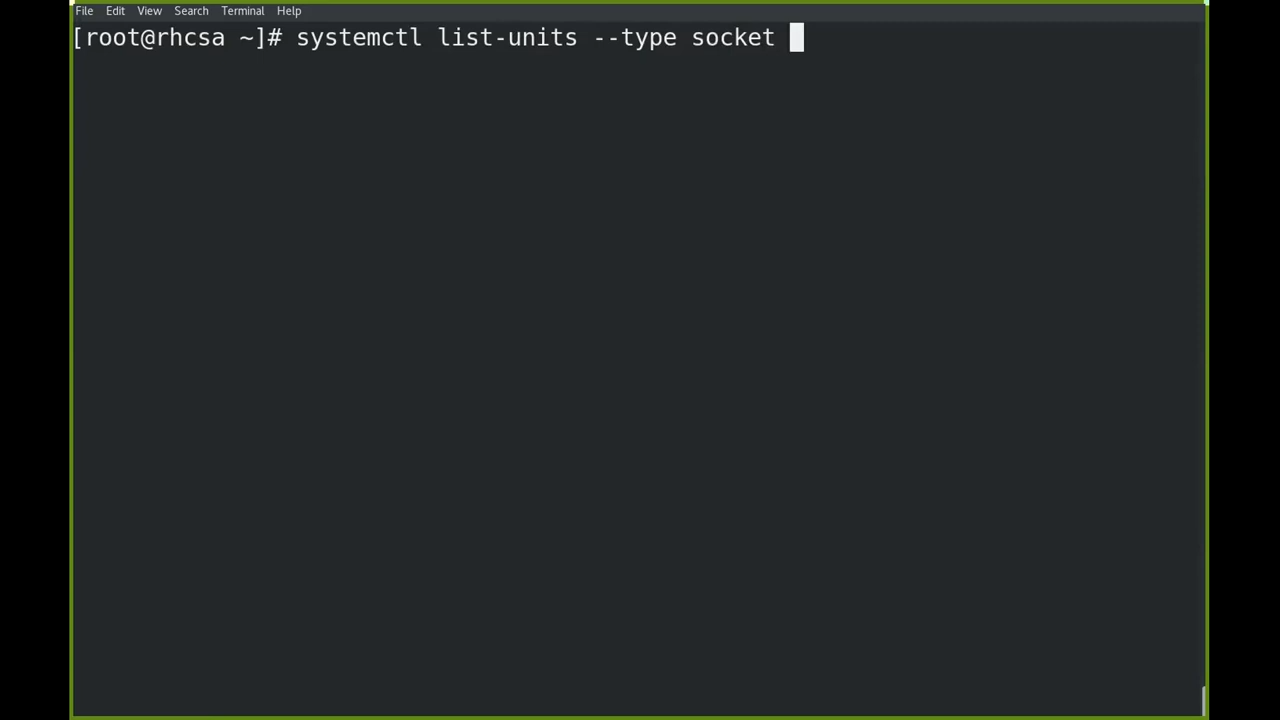 File Edit View Search Terminal Help
[root@rhcsa ~]# systemctl list-units --type socket